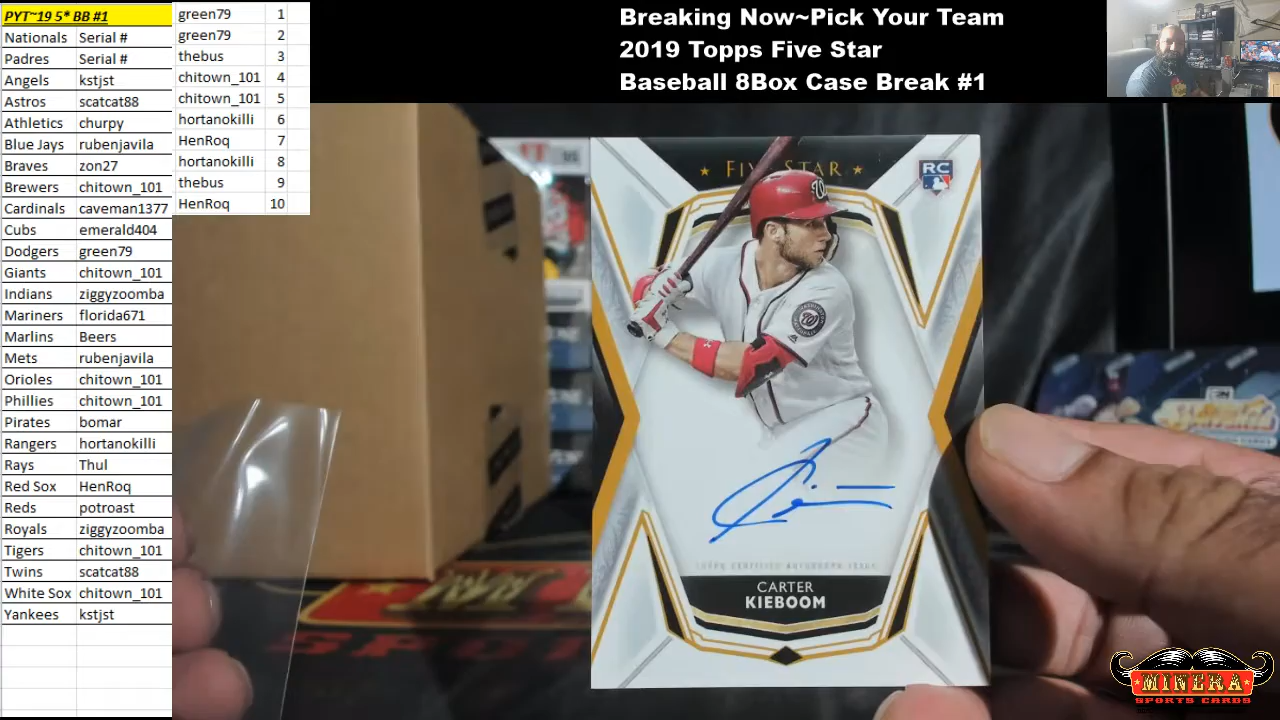 PYT~19 5* BB #1
Nationals Serial #
Padres Serial #
Angels kstjst
Astros scatcat88
Athletics churpy
Blue Jays rubenjavila
Braves zon27
Brewers chitown_101
Cardinals caveman1377
Cubs emerald404
Dodgers green79
Giants chitown_101
Indians ziggyzoomba
Mariners florida671
Marlins Beers
Mets rubenjavila
Orioles chitown_101
Phillies chitown_101
Pirates bomar
Rangers hortanokilli
Rays Thul
Red Sox HenRoq
Reds potroast
Royals ziggyzoomba
Tigers chitown_101
Twins scatcat88
White Sox chitown_101
Yankees kstjst
green79 1
green79 2
thebus 3
chitown_101 4
chitown_101 5
hortanokilli 6
HenRoq 7
hortanokilli 8
thebus 9
HenRoq 10
Breaking Now~Pick Your Team
2019 Topps Five Star
Baseball 8Box Case Break #1
FIVE STAR
RC
W
TOPPS CERTIFIED AUTOGRAPH ISSUE
CARTER
KIEBOOM
MINERA
SPORTS CARDS